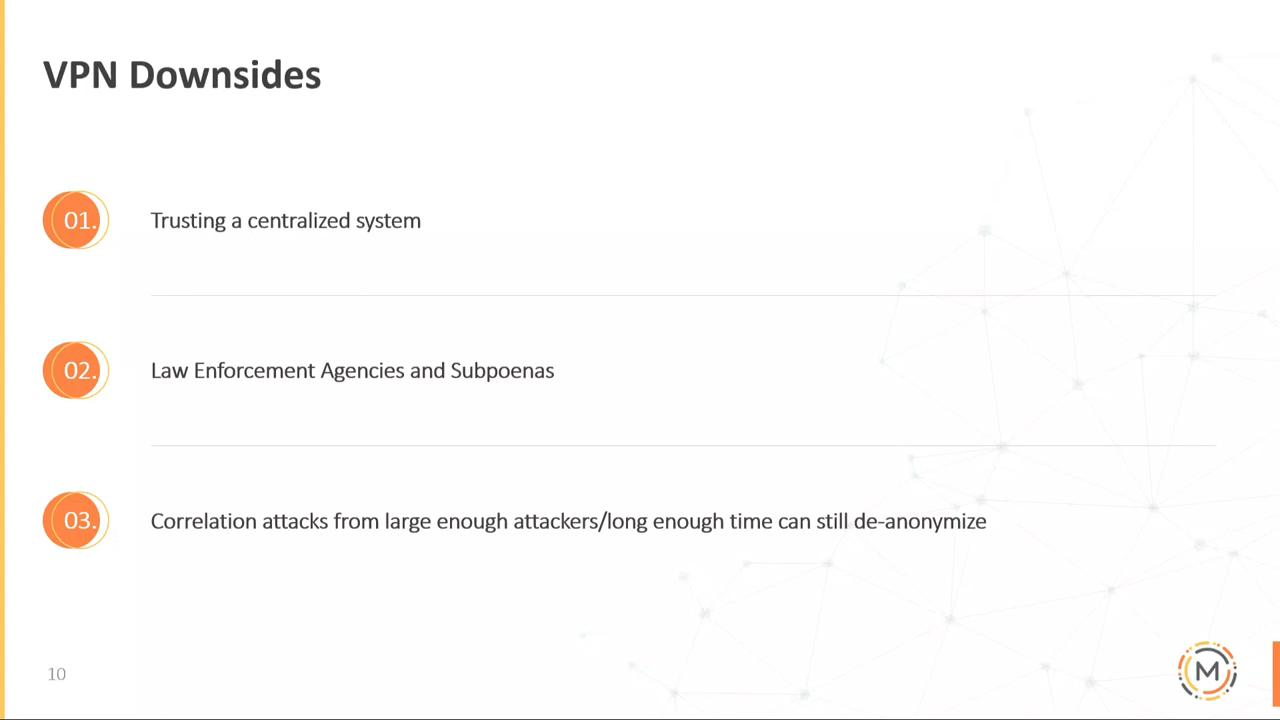 VPN Downsides
01. Trusting a centralized system
02. Law Enforcement Agencies and Subpoenas
03. Correlation attacks from large enough attackers/long enough time can still de-anonymize
10
M